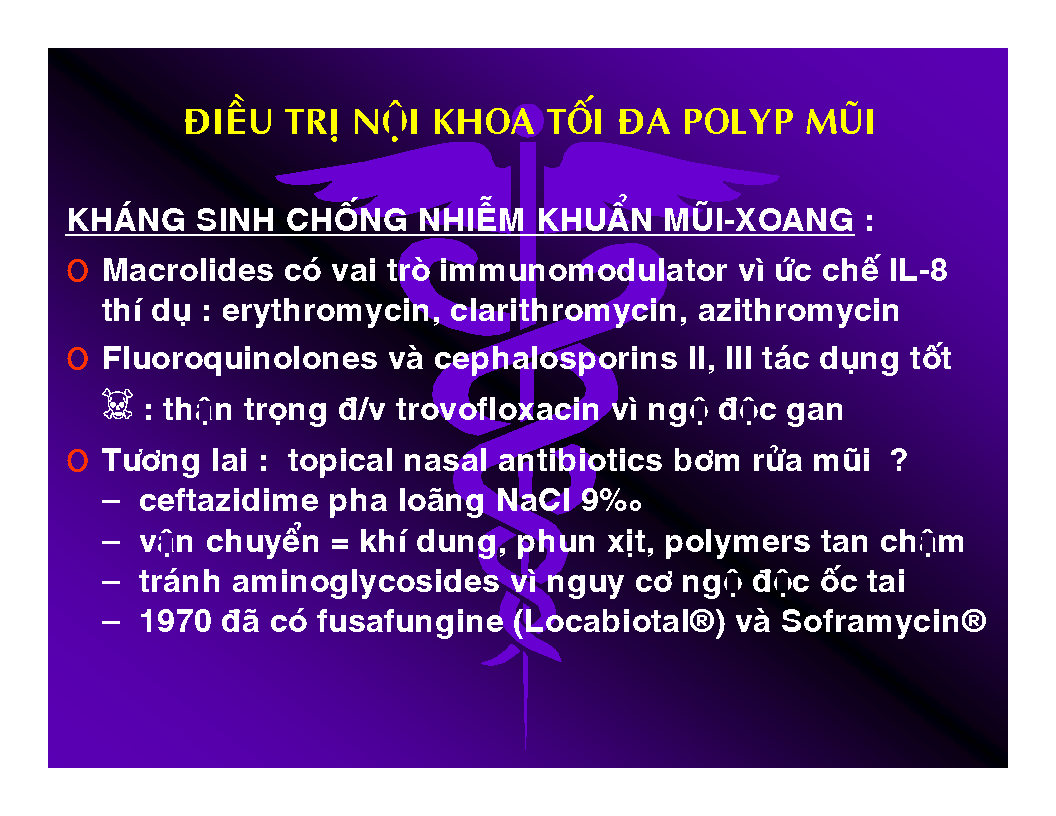 ĐIỀU TRỊ NỘI KHOA TỐI ĐA POLYP MŨI
KHÁNG SINH CHỐNG NHIỄM KHUẨN MŨI-XOANG :
o Macrolides có vai trò immunomodulator vì ức chế IL-8
thí dụ : erythromycin, clarithromycin, azithromycin
o Fluoroquinolones và cephalosporins II, III tác dụng tốt
☠ : thận trọng đ/v trovofloxacin vì ngộ độc gan
o Tương lai : topical nasal antibiotics bơm rửa mũi ?
– ceftazidime pha loãng NaCl 9‰
– vận chuyển = khí dung, phun xịt, polymers tan chậm
– tránh aminoglycosides vì nguy cơ ngộ độc ốc tai
– 1970 đã có fusafungine (Locabiotal®) và Soframycin®